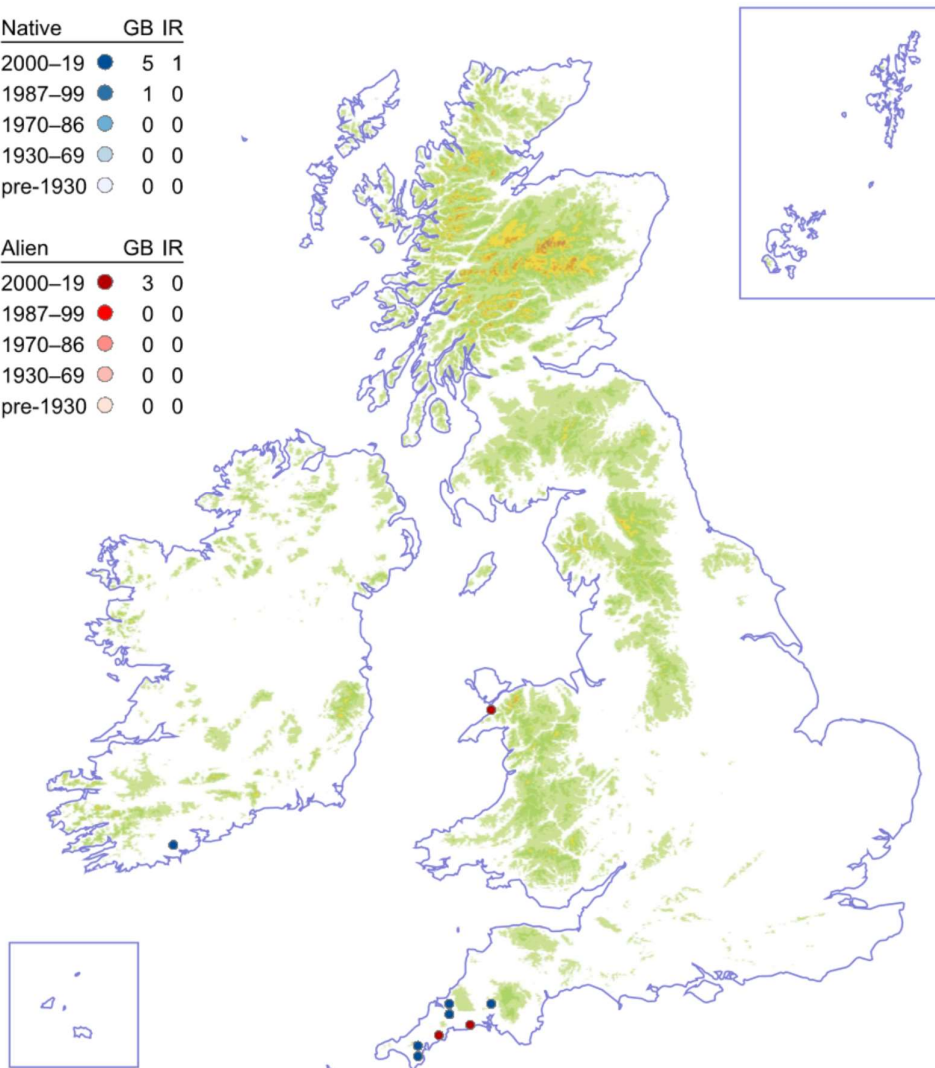 Native GB IR
2000–19 5 1
1987–99 1 0
1970–86 0 0
1930–69 0 0
pre-1930 0 0
Alien GB IR
2000–19 3 0
1987–99 0 0
1970–86 0 0
1930–69 0 0
pre-1930 0 0